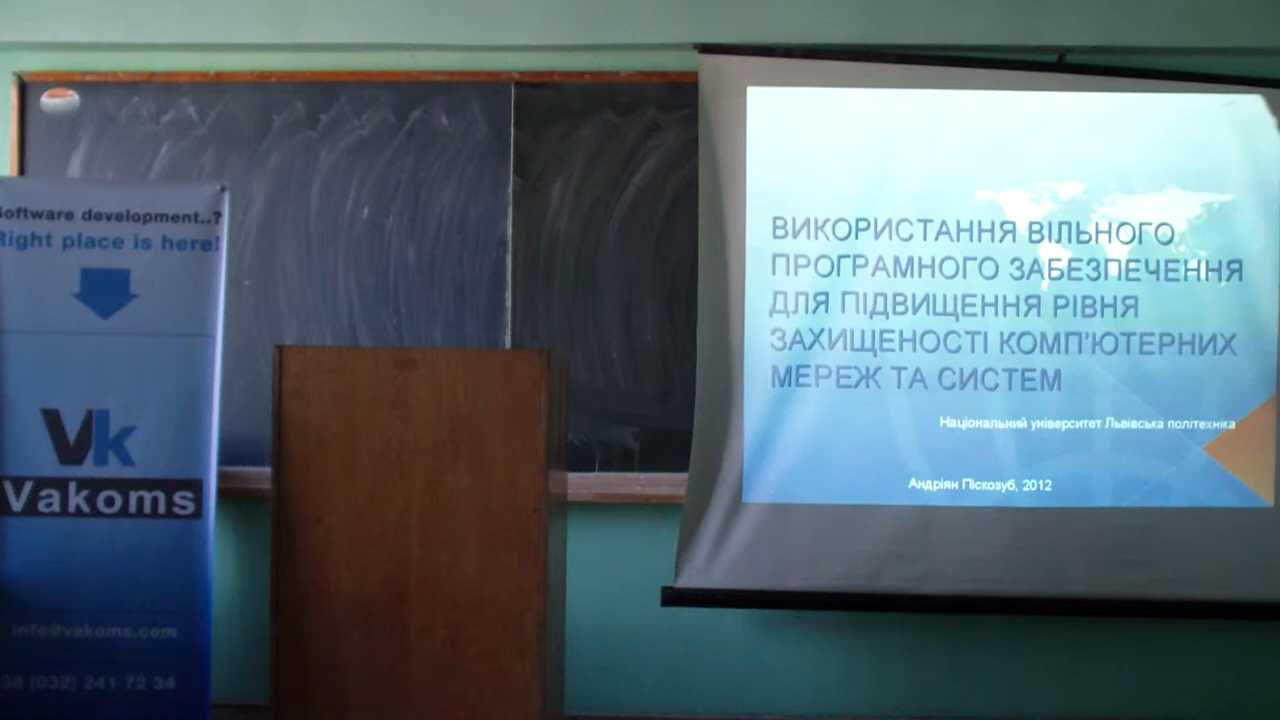 Software development..?
Right place is here!
Vk
Vakoms
info@vakoms.com
38 (032) 241 72 34
ВИКОРИСТАННЯ ВІЛЬНОГО
ПРОГРАМНОГО ЗАБЕЗПЕЧЕННЯ
ДЛЯ ПІДВИЩЕННЯ РІВНЯ
ЗАХИЩЕНОСТІ КОМП'ЮТЕРНИХ
МЕРЕЖ ТА СИСТЕМ
Національний університет Львівська політехніка
Андріян Піскозуб, 2012